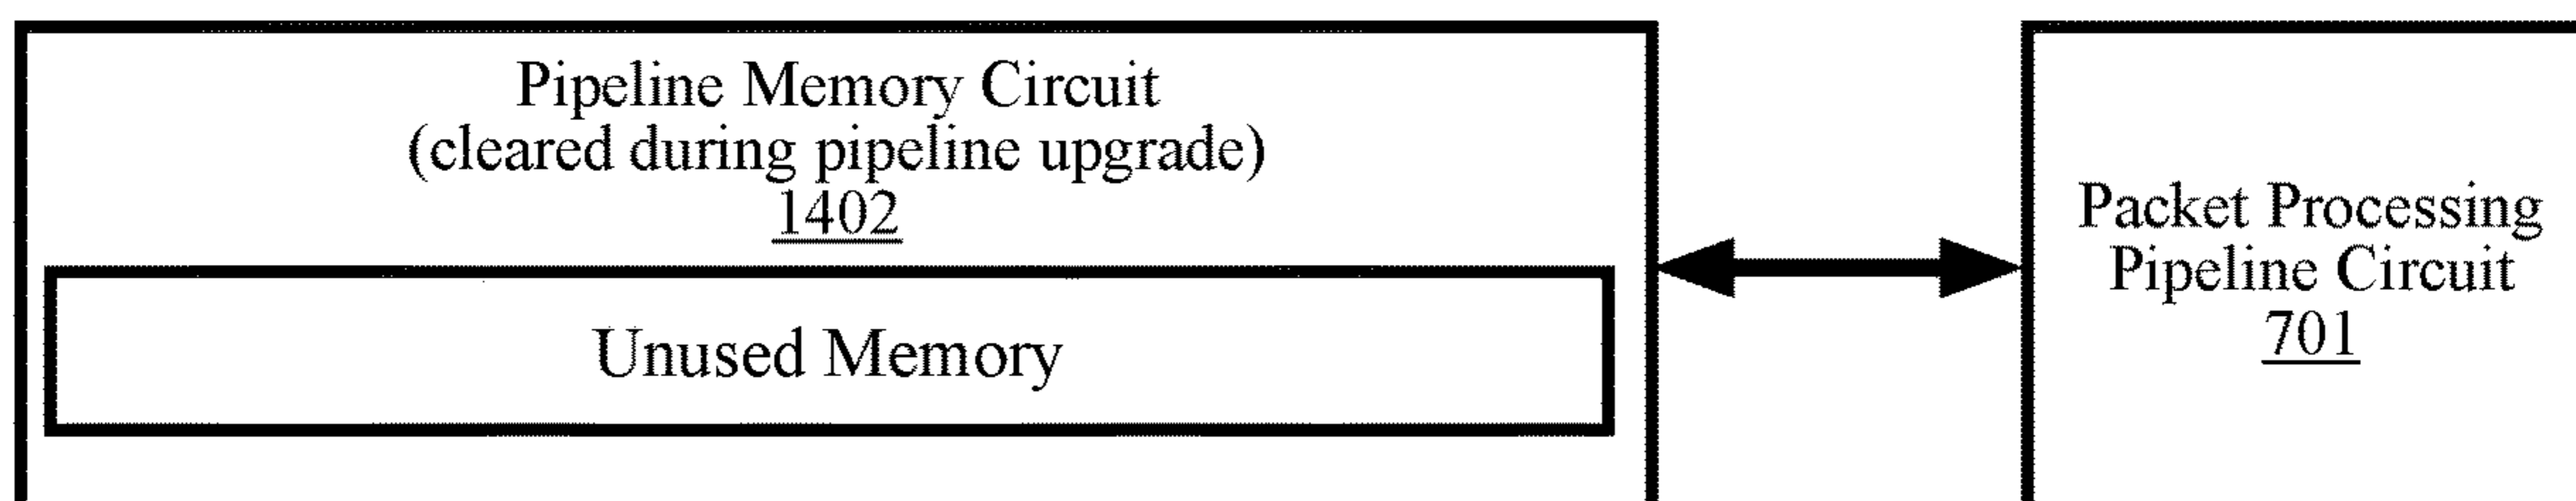 Pipeline Memory Circuit
(cleared during pipeline upgrade)
1402
Unused Memory
Packet Processing
Pipeline Circuit
701